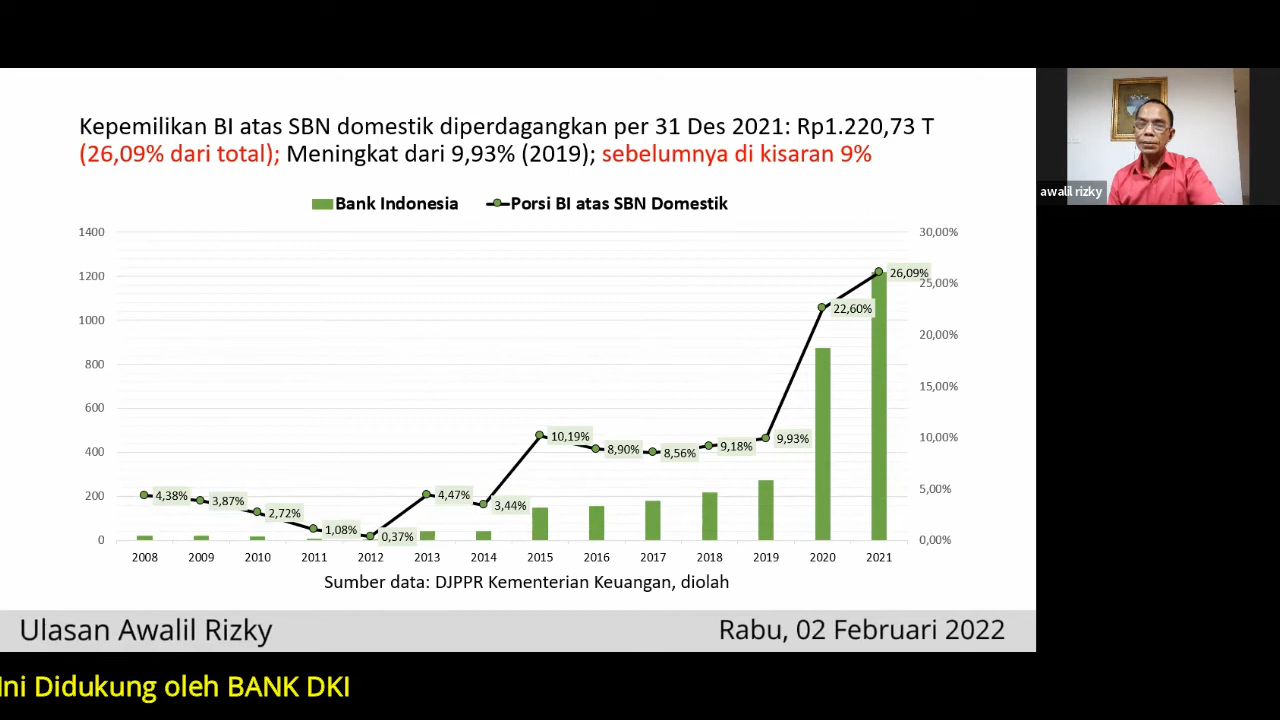 Kepemilikan BI atas SBN domestik diperdagangkan per 31 Des 2021: Rp1.220,73 T
(26,09% dari total); Meningkat dari 9,93% (2019); sebelumnya di kisaran 9%
awalil rizky
Bank Indonesia
Porsi BI atas SBN Domestik
1400
1200
1000
800
600
400
200
0
30,00%
25,00%
20,00%
15,00%
10,00%
5,00%
0,00%
4,38%
3,87%
2,72%
1,08%
0,37%
4,47%
3,44%
10,19%
8,90%
8,56%
9,18%
9,93%
22,60%
26,09%
2008 2009 2010 2011 2012 2013 2014 2015 2016 2017 2018 2019 2020 2021
Sumber data: DJPPR Kementerian Keuangan, diolah
Ulasan Awalil Rizky
Rabu, 02 Februari 2022
Ini Didukung oleh BANK DKI